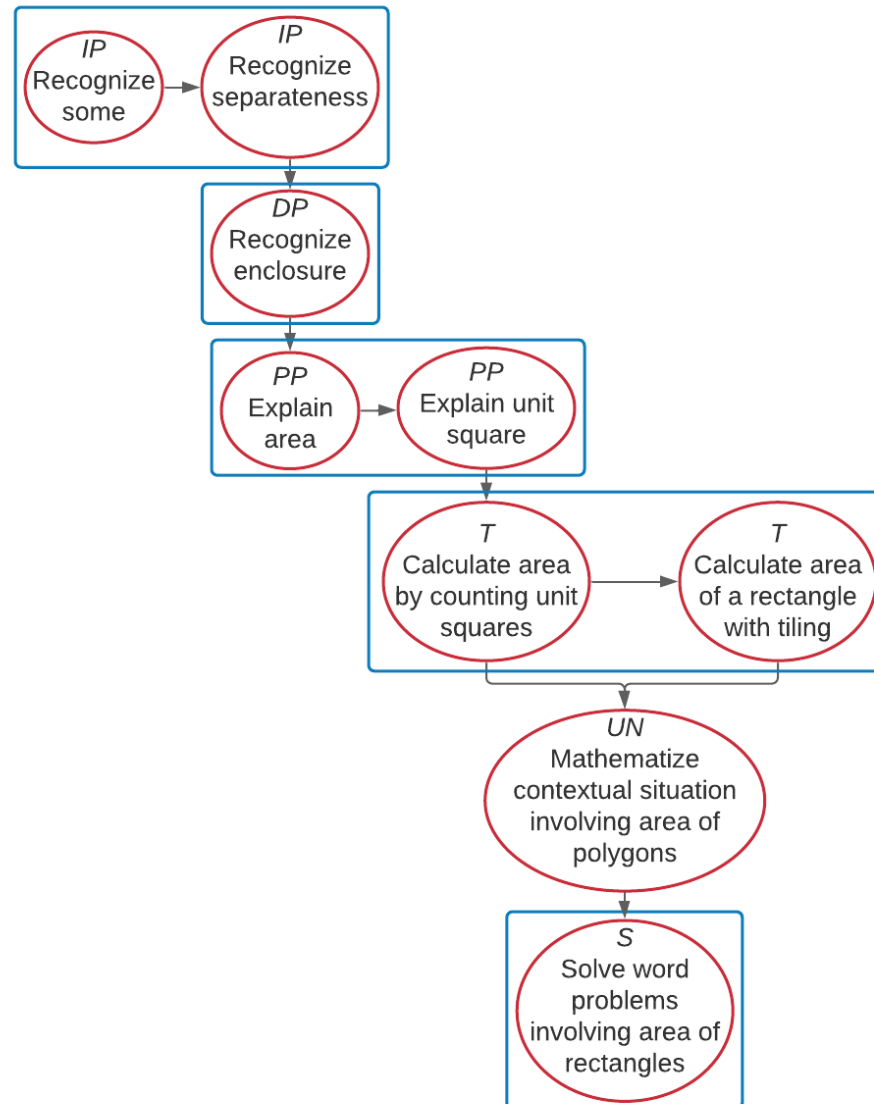 IP
Recognize
some
IP
Recognize
separateness
DP
Recognize
enclosure
PP
Explain
area
PP
Explain unit
square
T
Calculate area
by counting unit
squares
T
Calculate area
of a rectangle
with tiling
UN
Mathematize
contextual situation
involving area of
polygons
S
Solve word
problems
involving area of
rectangles